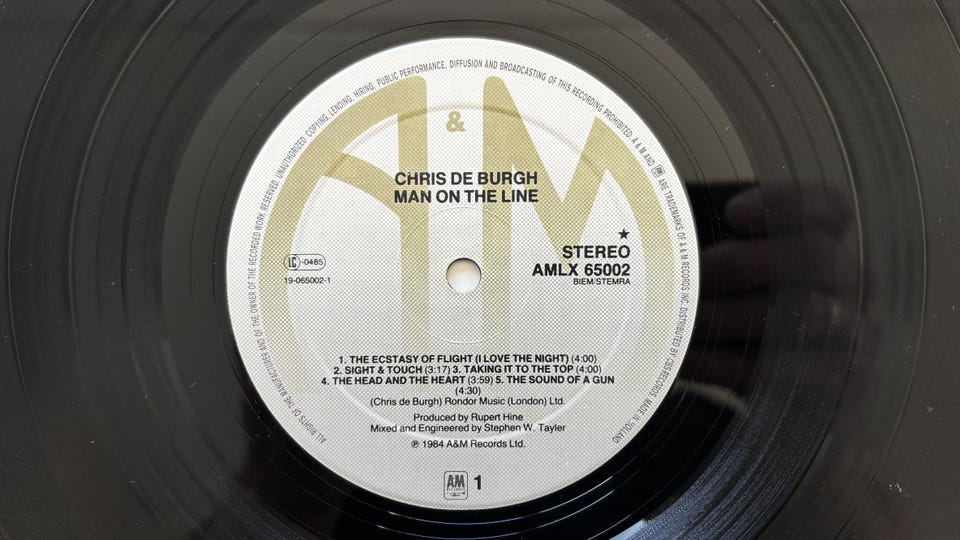 ALL RIGHTS OF THE MANUFACTURER AND OF THE OWNER OF THE RECORDED WORK RESERVED. UNAUTHORIZED COPYING, LENDING, HIRING, PUBLIC PERFORMANCE, DIFFUSION AND BROADCASTING OF THIS RECORDING PROHIBITED. A & M AND AM ARE TRADEMARKS OF A & M RECORDS, INC. DISTRIBUTED BY CBS RECORDS. MADE IN HOLLAND
A & M
CHRIS DE BURGH
MAN ON THE LINE
LC-0485
19-065002-1
★
STEREO
AMLX 65002
BIEM/STEMRA
1. THE ECSTASY OF FLIGHT (I LOVE THE NIGHT) (4:00)
2. SIGHT & TOUCH (3:17) 3. TAKING IT TO THE TOP (4:00)
4. THE HEAD AND THE HEART (3:59) 5. THE SOUND OF A GUN
(4:30)
(Chris de Burgh) Rondor Music (London) Ltd.
Produced by Rupert Hine
Mixed and Engineered by Stephen W. Tayler
℗ 1984 A&M Records Ltd.
AM
RECORDS
1